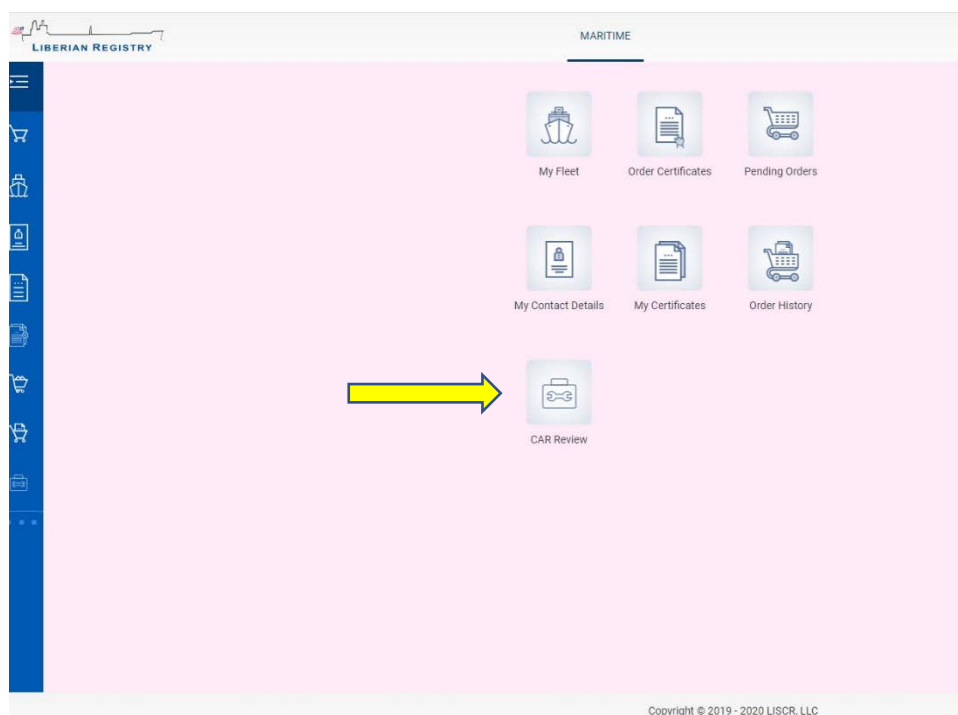 LIBERIAN REGISTRY
MARITIME
My Fleet
Order Certificates
Pending Orders
My Contact Details
My Certificates
Order History
CAR Review
Copyright © 2019 - 2020 LISCR, LLC